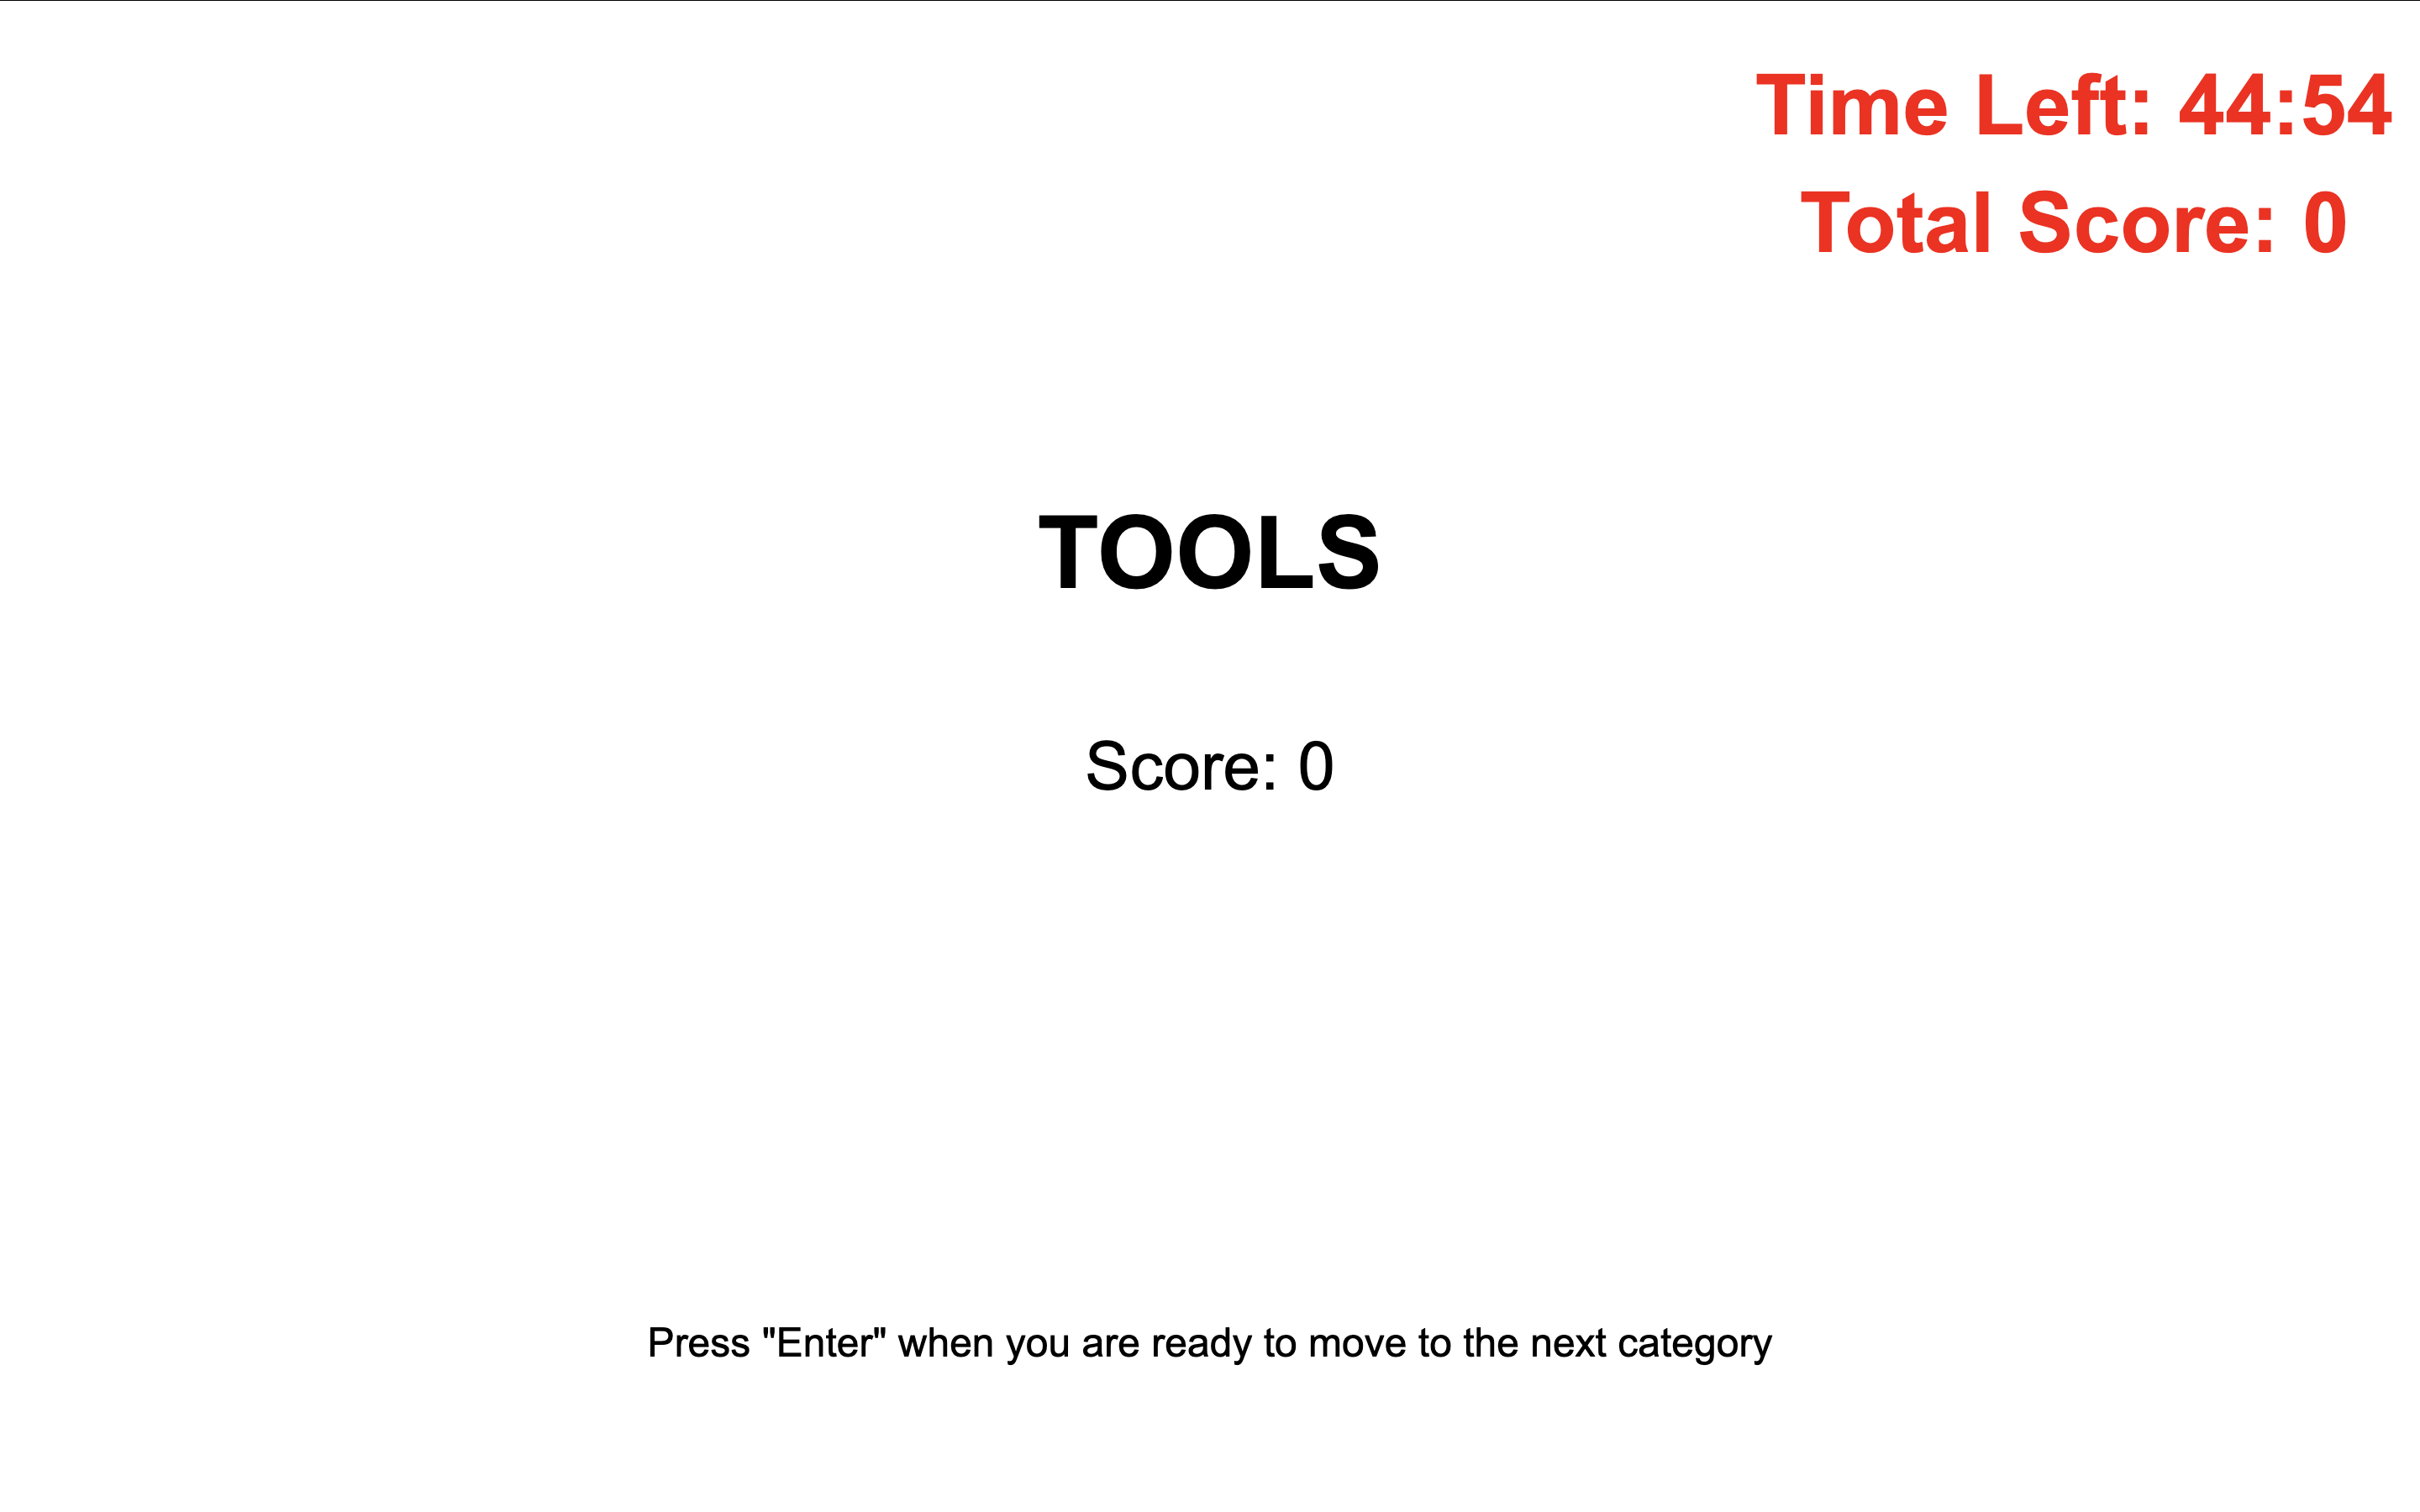 Time Left: 44:54
Total Score: 0
TOOLS
Score: 0
Press "Enter" when you are ready to move to the next category